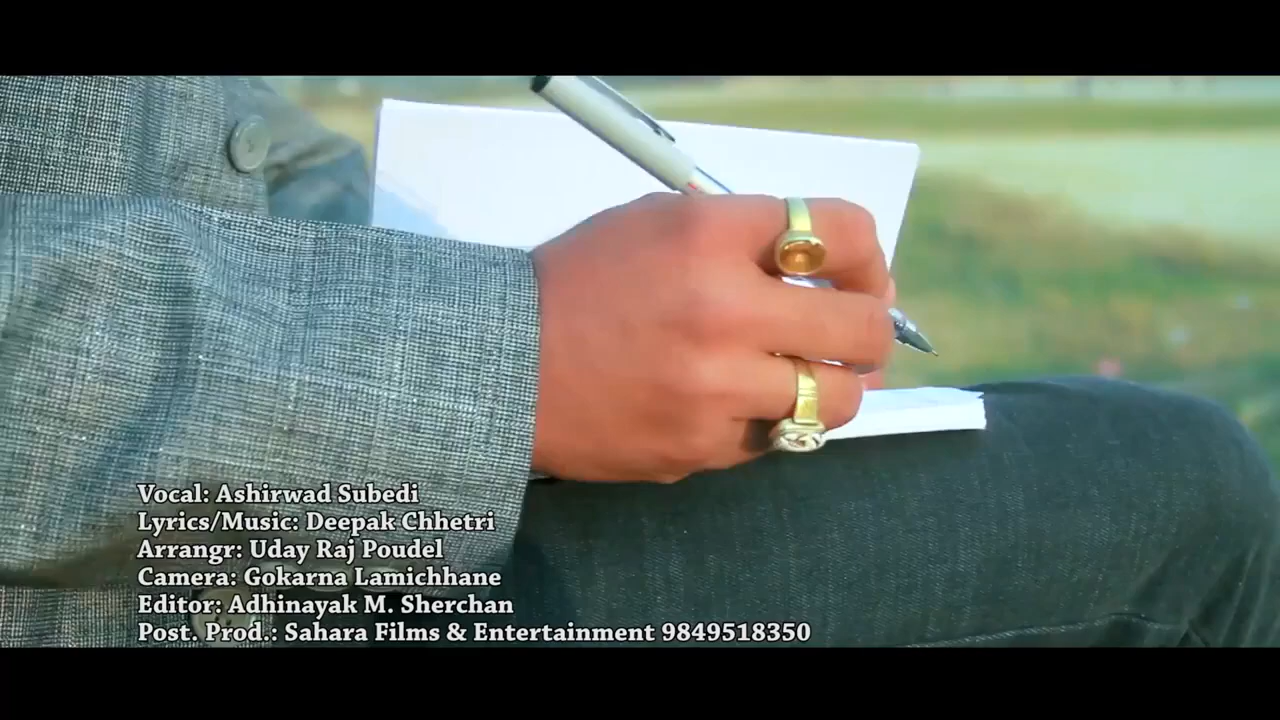 Vocal: Ashirwad Subedi
Lyrics/Music: Deepak Chhetri
Arrangr: Uday Raj Poudel
Camera: Gokarna Lamichhane
Editor: Adhinayak M. Sherchan
Post. Prod.: Sahara Films & Entertainment 9849518350